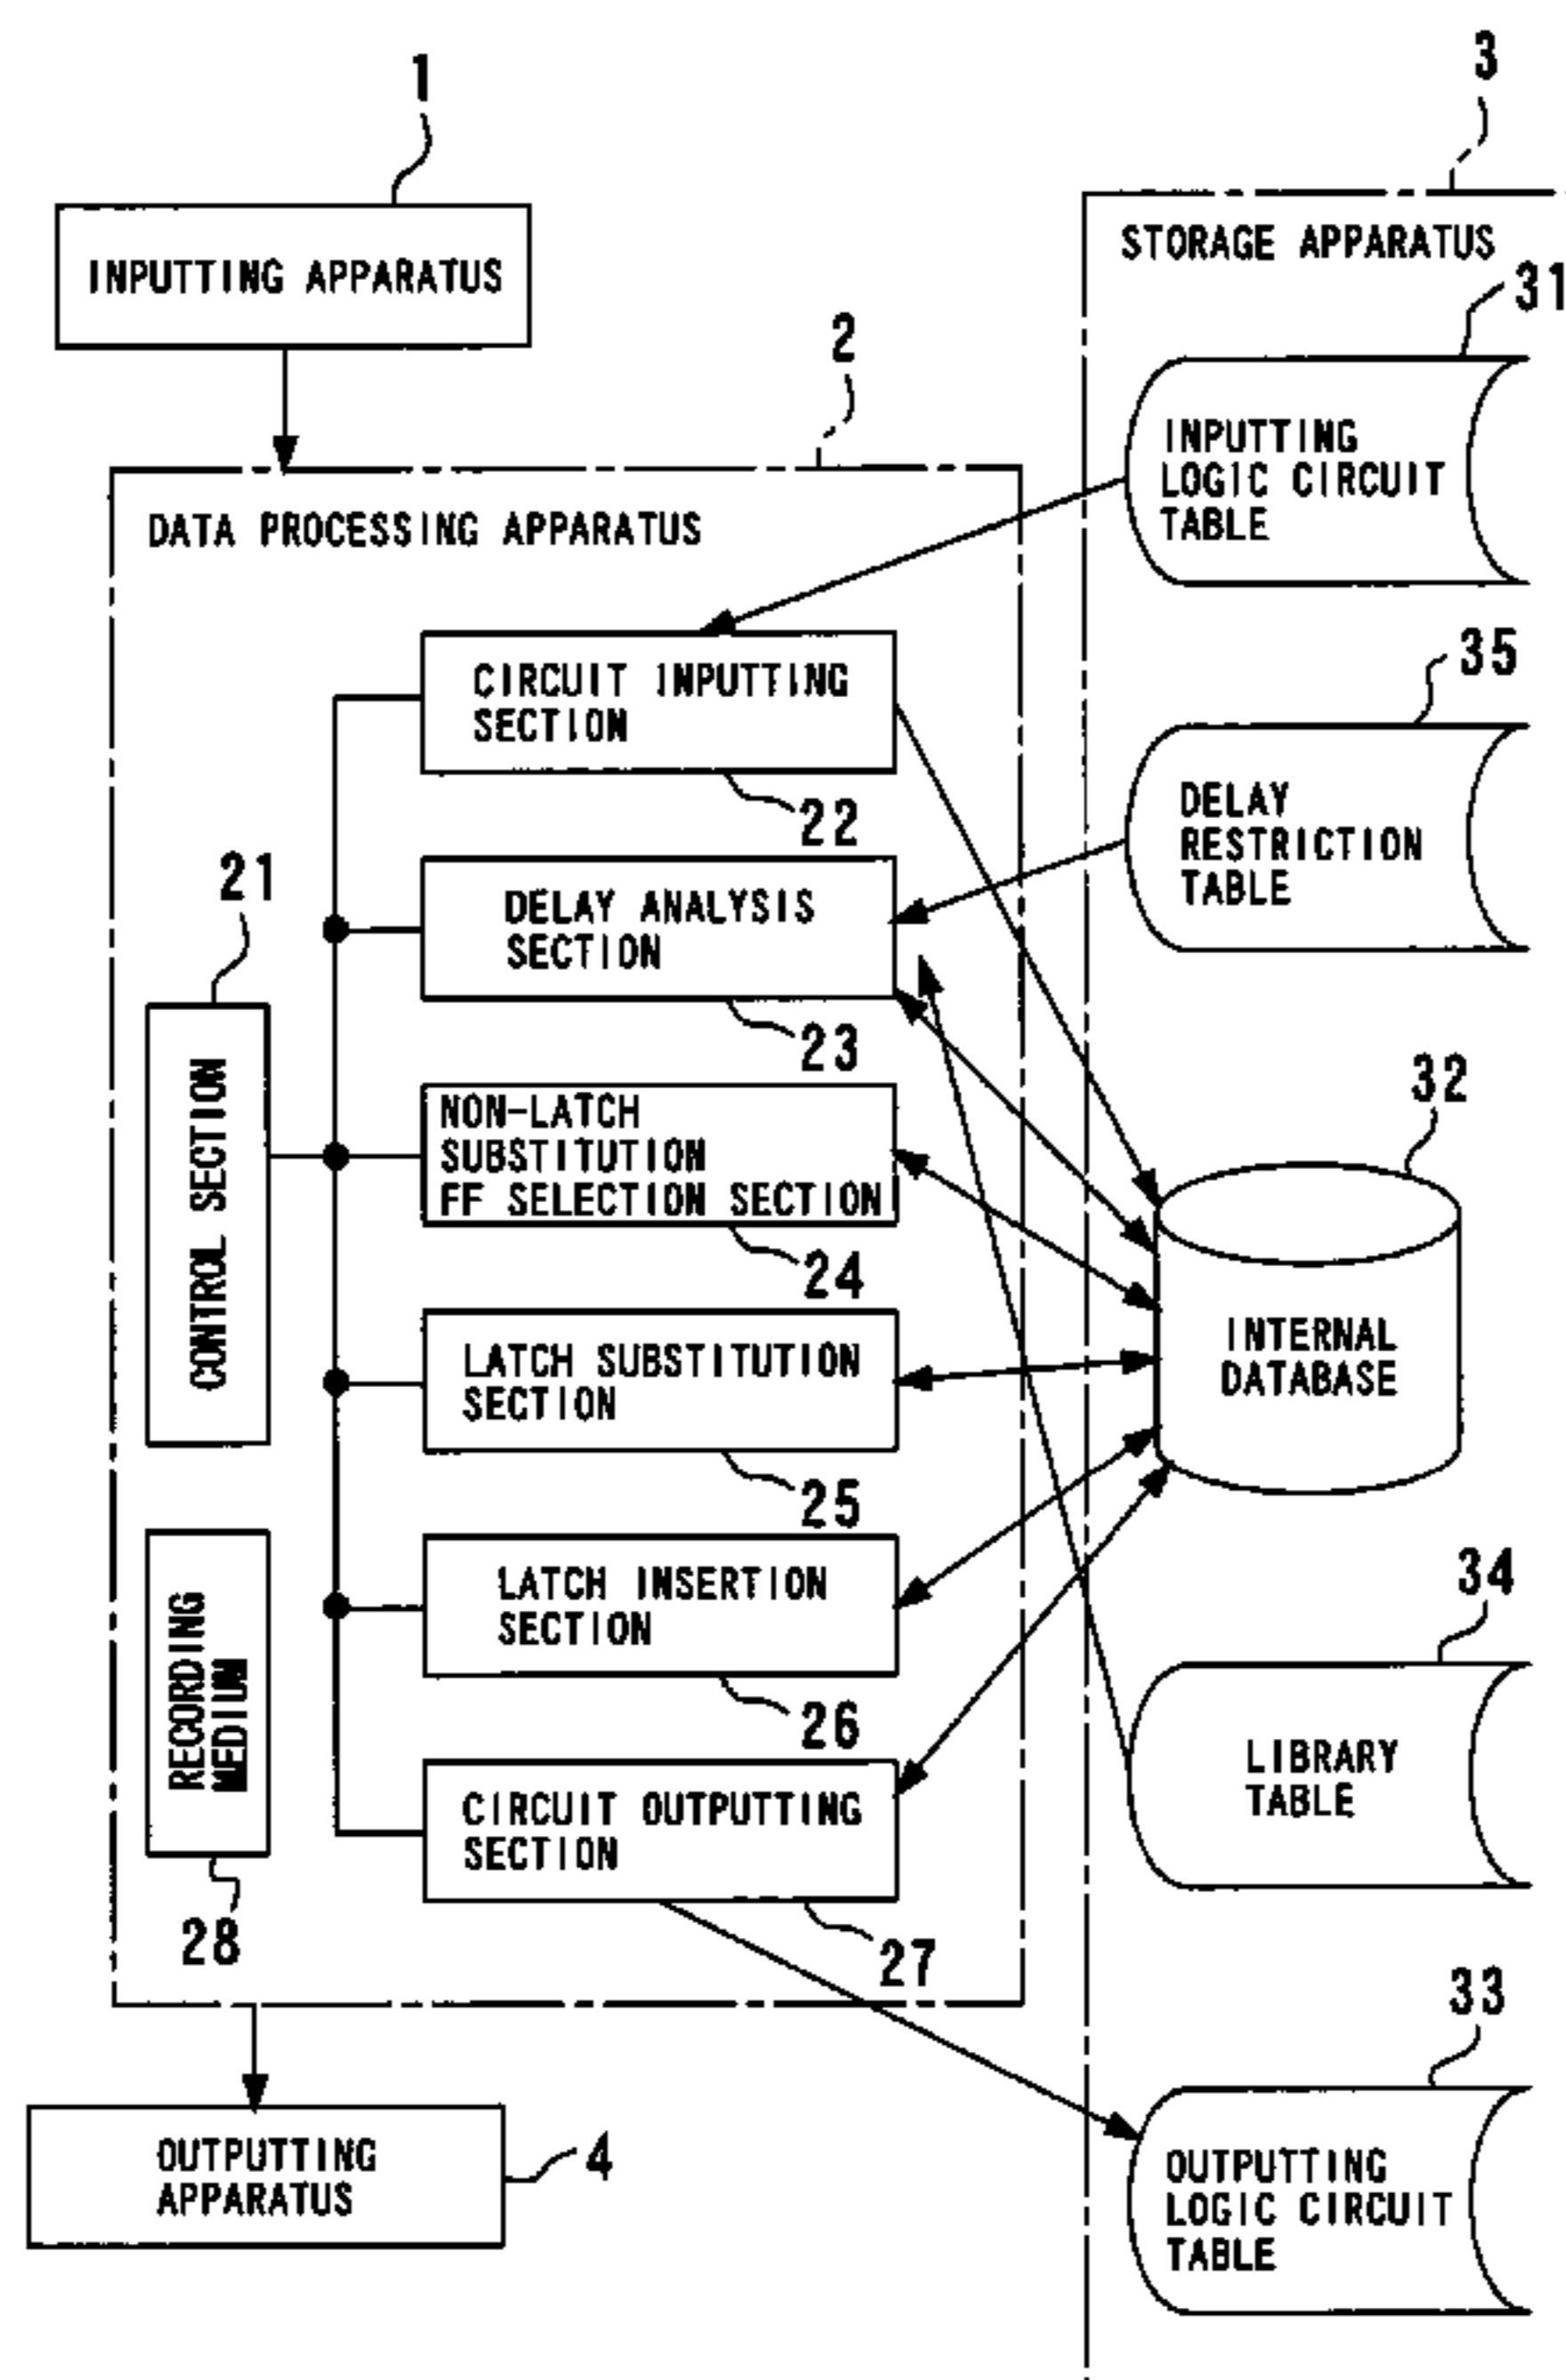 1
INPUTTING APPARATUS
2
DATA PROCESSING APPARATUS
CIRCUIT INPUTTING
SECTION
22
21
CONTROL SECTION
DELAY ANALYSIS
SECTION
23
NON-LATCH
SUBSTITUTION
FF SELECTION SECTION
24
LATCH SUBSTITUTION
SECTION
25
RECORDING
MEDIUM
28
LATCH INSERTION
SECTION
26
CIRCUIT OUTPUTTING
SECTION
27
OUTPUTTING
APPARATUS
4
3
STORAGE APPARATUS
31
INPUTTING
LOGIC CIRCUIT
TABLE
35
DELAY
RESTRICTION
TABLE
32
INTERNAL
DATABASE
34
LIBRARY
TABLE
33
OUTPUTTING
LOGIC CIRCUIT
TABLE